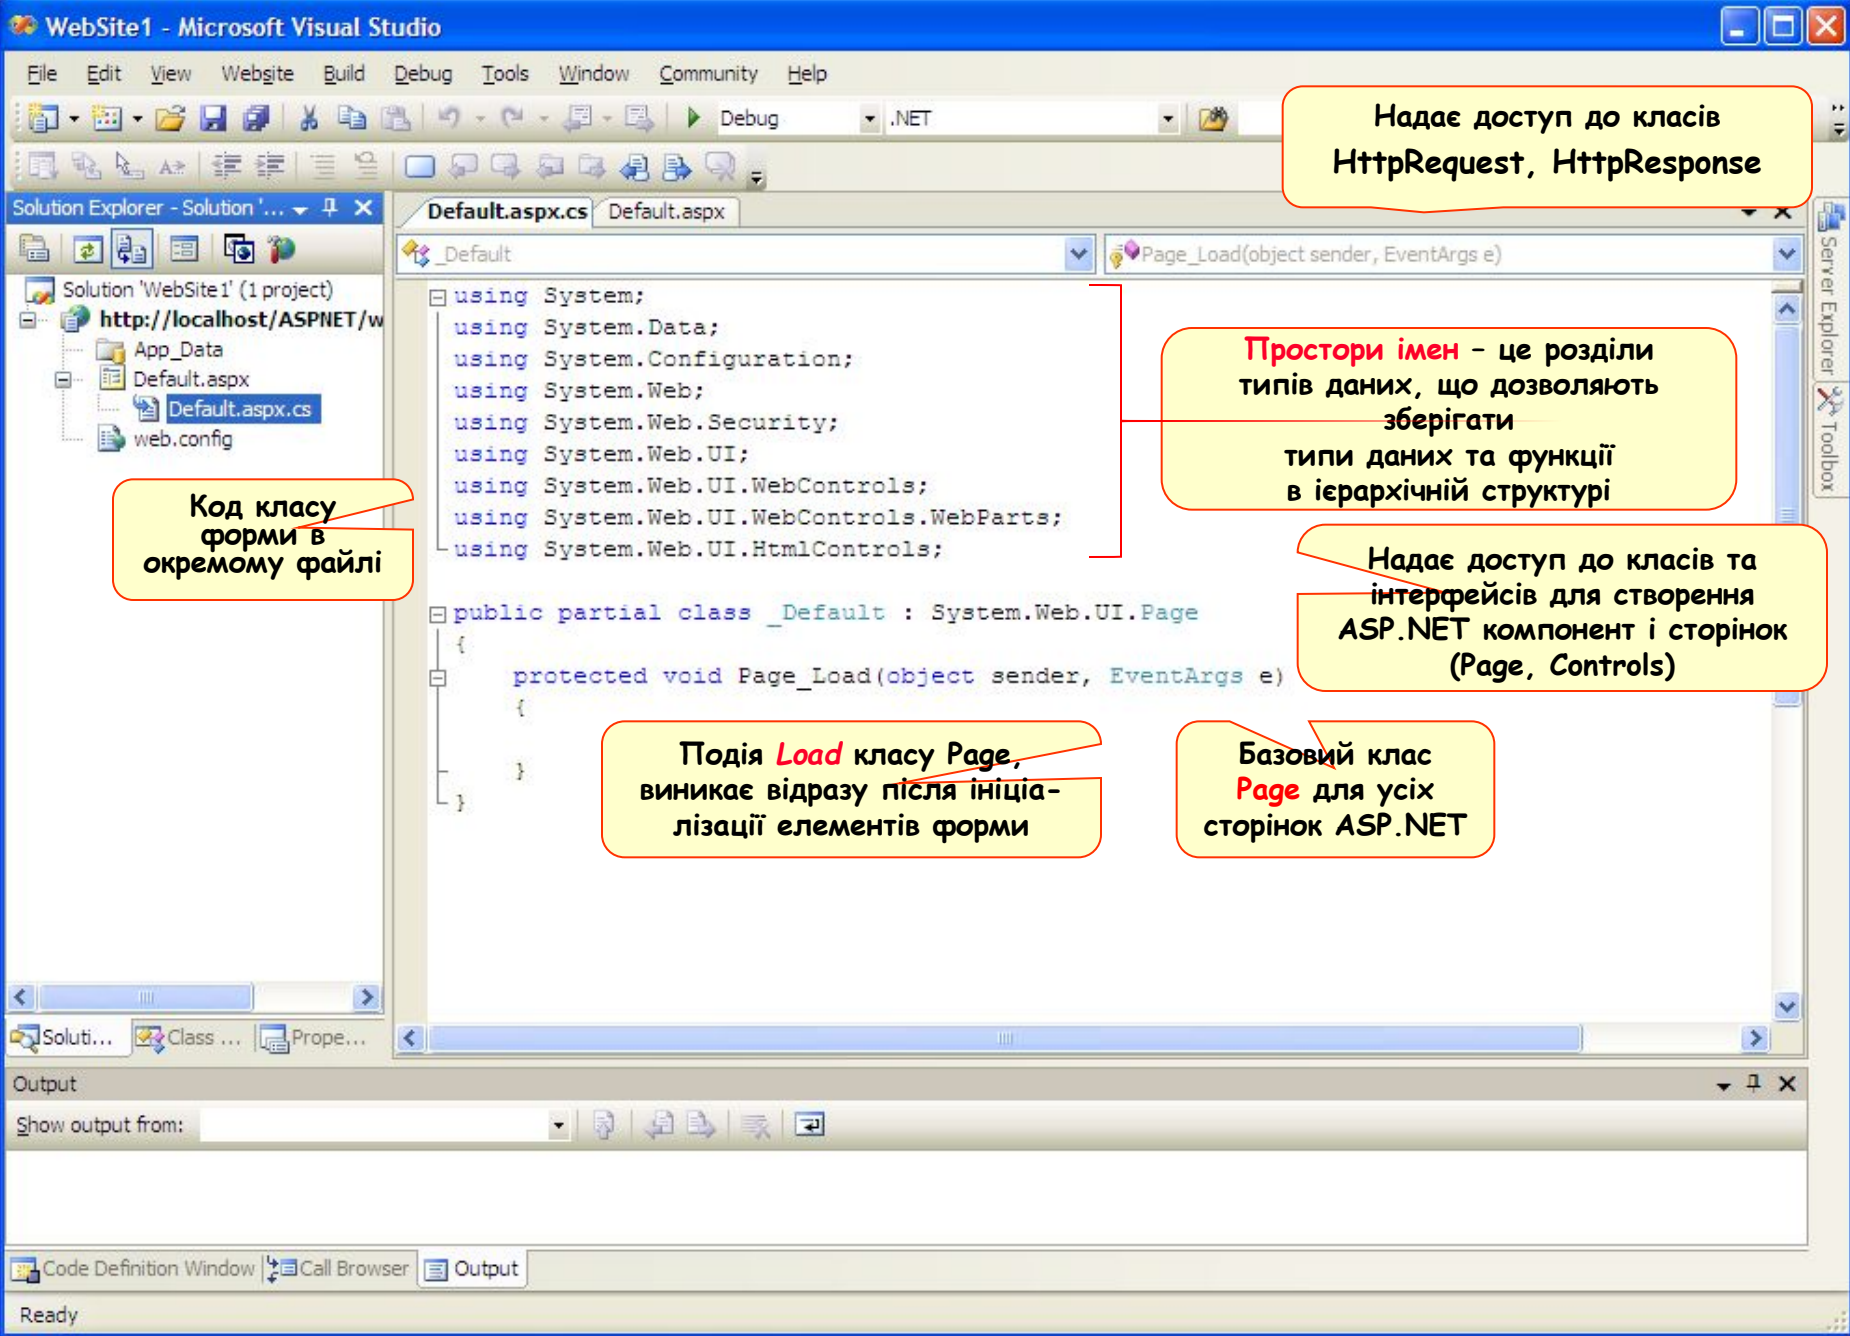 WebSite1 - Microsoft Visual Studio
File Edit View Website Build Debug Tools Window Community Help
Debug .NET
Надає доступ до класів
HttpRequest, HttpResponse
Solution Explorer - Solution '...
Default.aspx.cs Default.aspx
_Default
Page_Load(object sender, EventArgs e)
Solution 'WebSite1' (1 project)
http://localhost/ASPNET/w
App_Data
Default.aspx
Default.aspx.cs
web.config
using System;
using System.Data;
using System.Configuration;
using System.Web;
using System.Web.Security;
using System.Web.UI;
using System.Web.UI.WebControls;
using System.Web.UI.WebControls.WebParts;
using System.Web.UI.HtmlControls;
public partial class _Default : System.Web.UI.Page
{
protected void Page_Load(object sender, EventArgs e)
{
}
}
Простори імен – це розділи
типів даних, що дозволяють
зберігати
типи даних та функції
в ієрархічній структурі
Код класу
форми в
окремому файлі
Надає доступ до класів та
інтерфейсів для створення
ASP.NET компонент і сторінок
(Page, Controls)
Подія Load класу Page,
виникає відразу після ініціа-
лізації елементів форми
Базовий клас
Page для усіх
сторінок ASP.NET
Server Explorer
Toolbox
Soluti... Class ... Prope...
Output
Show output from:
Code Definition Window Call Browser Output
Ready